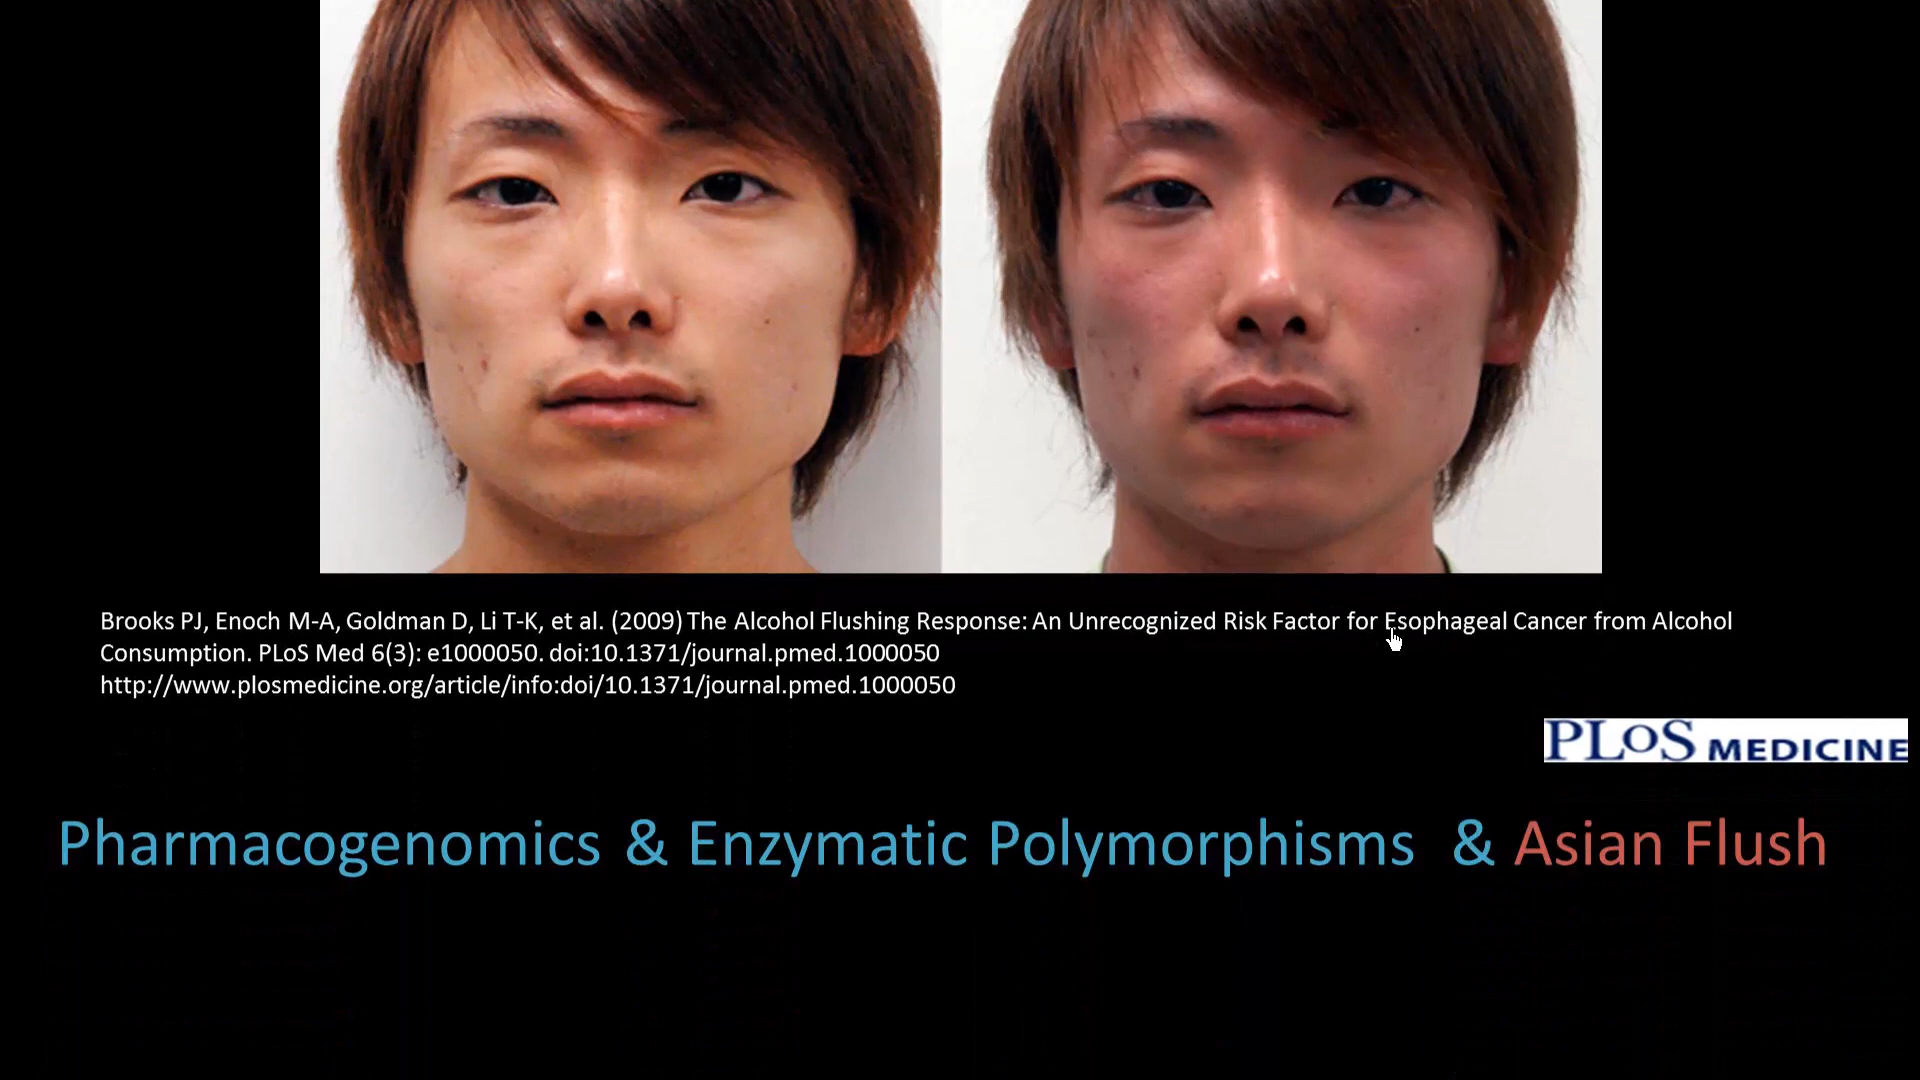 Brooks PJ, Enoch M-A, Goldman D, Li T-K, et al. (2009) The Alcohol Flushing Response: An Unrecognized Risk Factor for Esophageal Cancer from Alcohol
Consumption. PLoS Med 6(3): e1000050. doi:10.1371/journal.pmed.1000050
http://www.plosmedicine.org/article/info:doi/10.1371/journal.pmed.1000050
PLoS MEDICINE
Pharmacogenomics & Enzymatic Polymorphisms & Asian Flush